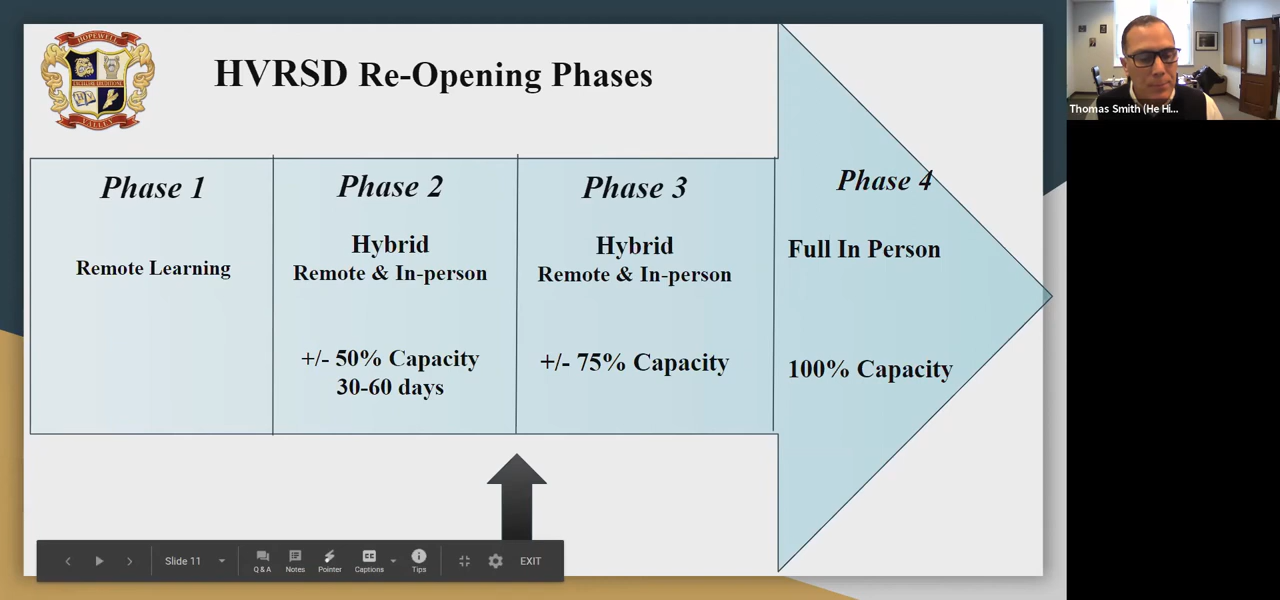 HOPEWELL
VALLEY
HVRSD Re-Opening Phases
Phase 1
Remote Learning
Phase 2
Hybrid
Remote & In-person
+/- 50% Capacity
30-60 days
Phase 3
Hybrid
Remote & In-person
+/- 75% Capacity
Phase 4
Full In Person
100% Capacity
Slide 11
Q & A
Notes
Pointer
Captions
Tips
EXIT
Thomas Smith (He Hi...